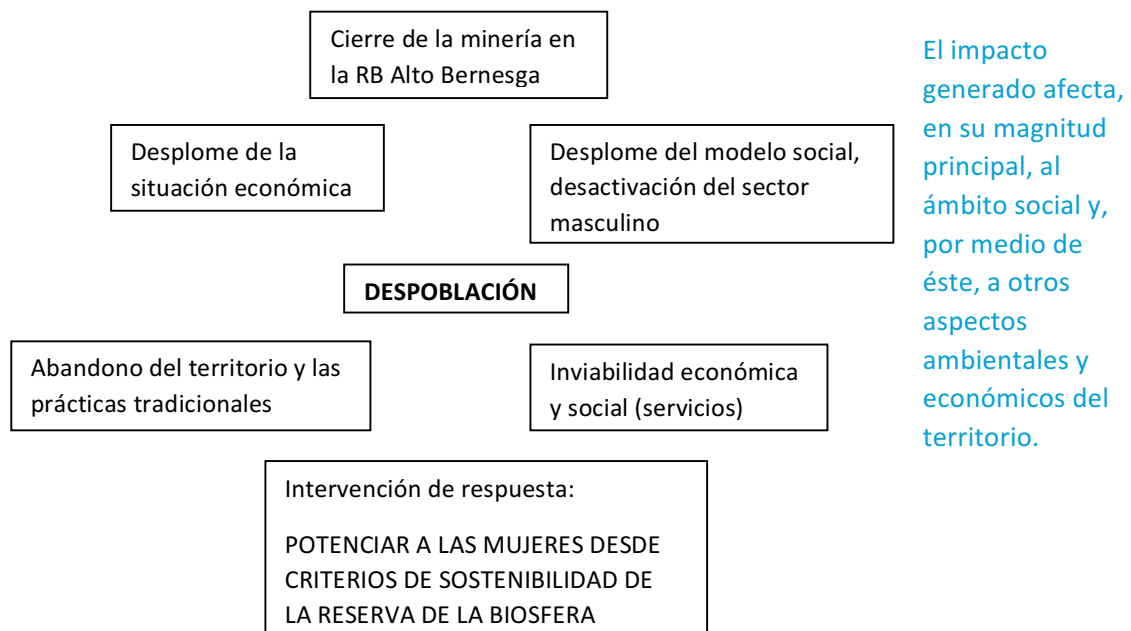 Cierre de la minería en
la RB Alto Bernesga
Desplome de la
situación económica
Desplome del modelo social,
desactivación del sector
masculino
DESPOBLACIÓN
Abandono del territorio y las
prácticas tradicionales
Inviabilidad económica
y social (servicios)
Intervención de respuesta:
POTENCIAR A LAS MUJERES DESDE
CRITERIOS DE SOSTENIBILIDAD DE
LA RESERVA DE LA BIOSFERA
El impacto
generado afecta,
en su magnitud
principal, al
ámbito social y,
por medio de
éste, a otros
aspectos
ambientales y
económicos del
territorio.